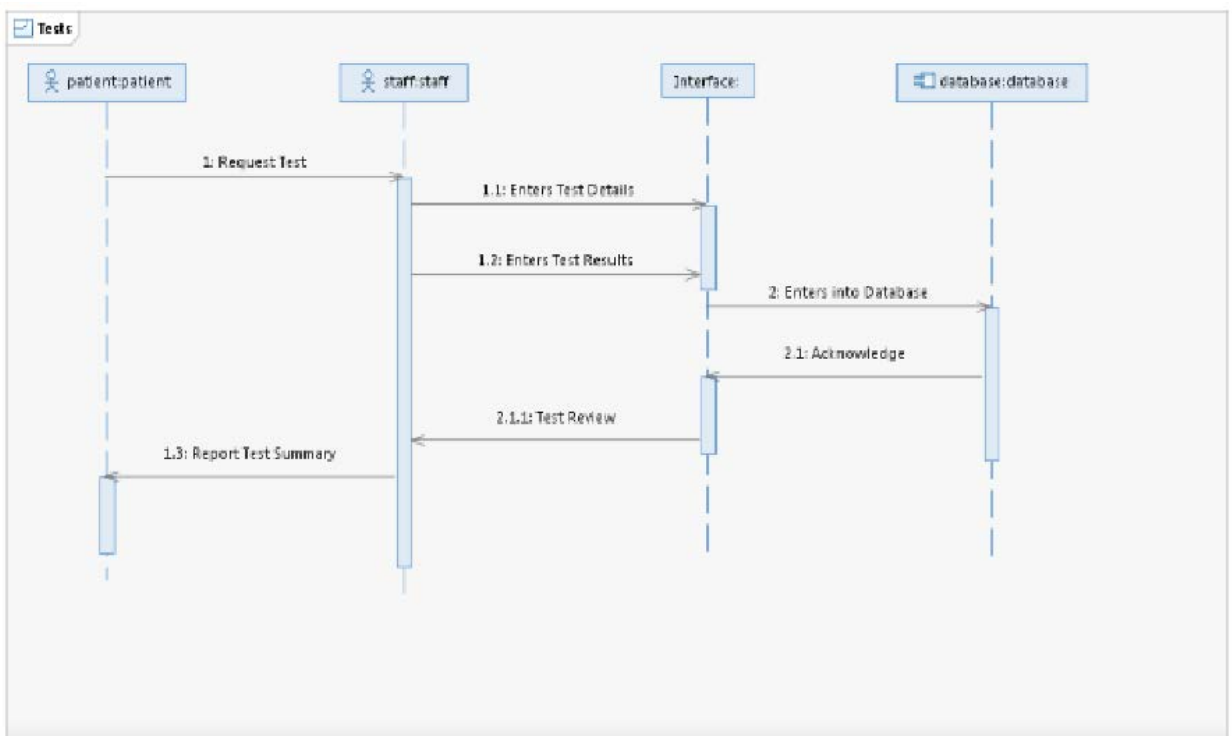 Tests
patient:patient
staff:staff
Interface:
database:database
1: Request Test
1.1: Enters Test Details
1.2: Enters Test Results
2: Enters into Database
2.1: Acknowledge
2.1.1: Test Review
1.3: Report Test Summary